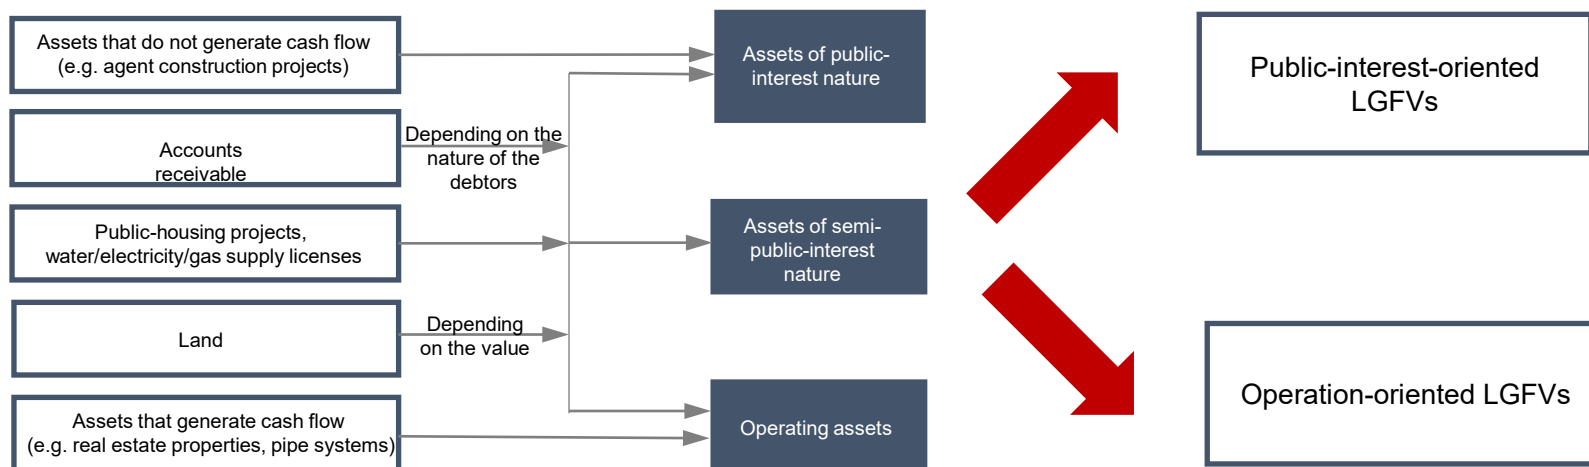 Assets that do not generate cash flow
(e.g. agent construction projects)
Accounts
receivable
Public-housing projects,
water/electricity/gas supply licenses
Land
Assets that generate cash flow
(e.g. real estate properties, pipe systems)
Depending on the
nature of the
debtors
Depending
on the value
Assets of public-
interest nature
Assets of semi-
public-interest
nature
Operating assets
Public-interest-oriented
LGFVs
Operation-oriented LGFVs